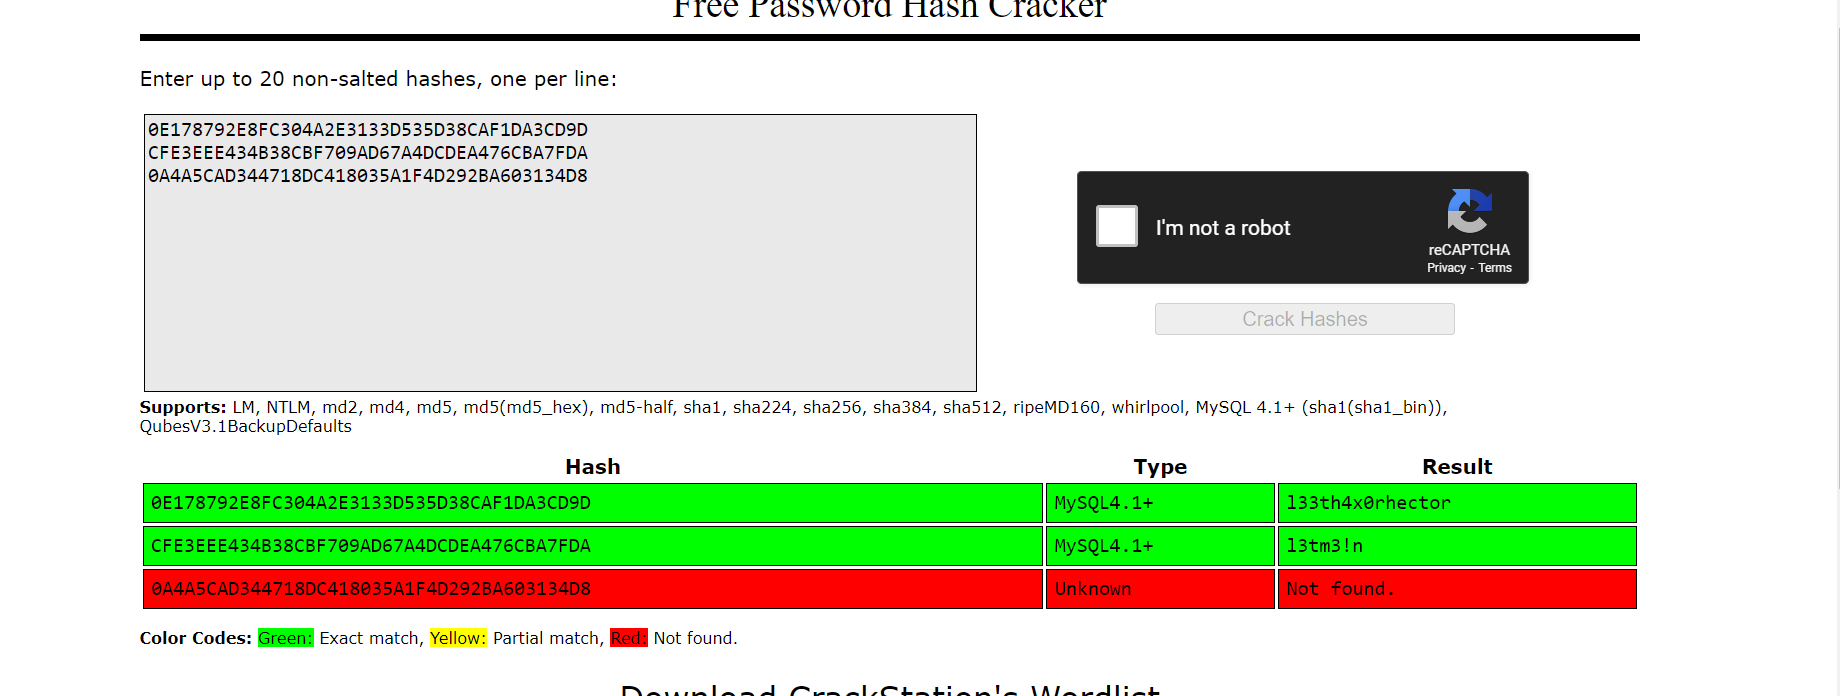 Free Password Hash Cracker
Enter up to 20 non-salted hashes, one per line:
0E178792E8FC304A2E3133D535D38CAF1DA3CD9D
CFE3EEE434B38CBF709AD67A4DCDEA476CBA7FDA
0A4A5CAD344718DC418035A1F4D292BA603134D8
I'm not a robot
reCAPTCHA
Privacy - Terms
Crack Hashes
Supports: LM, NTLM, md2, md4, md5, md5(md5_hex), md5-half, sha1, sha224, sha256, sha384, sha512, ripeMD160, whirlpool, MySQL 4.1+ (sha1(sha1_bin)),
QubesV3.1BackupDefaults
Hash Type Result
0E178792E8FC304A2E3133D535D38CAF1DA3CD9D MySQL4.1+ l33th4x0rhector
CFE3EEE434B38CBF709AD67A4DCDEA476CBA7FDA MySQL4.1+ l3tm3!n
0A4A5CAD344718DC418035A1F4D292BA603134D8 Unknown Not found.
Color Codes: Green: Exact match, Yellow: Partial match, Red: Not found.
Download CrackStation's Wordlist